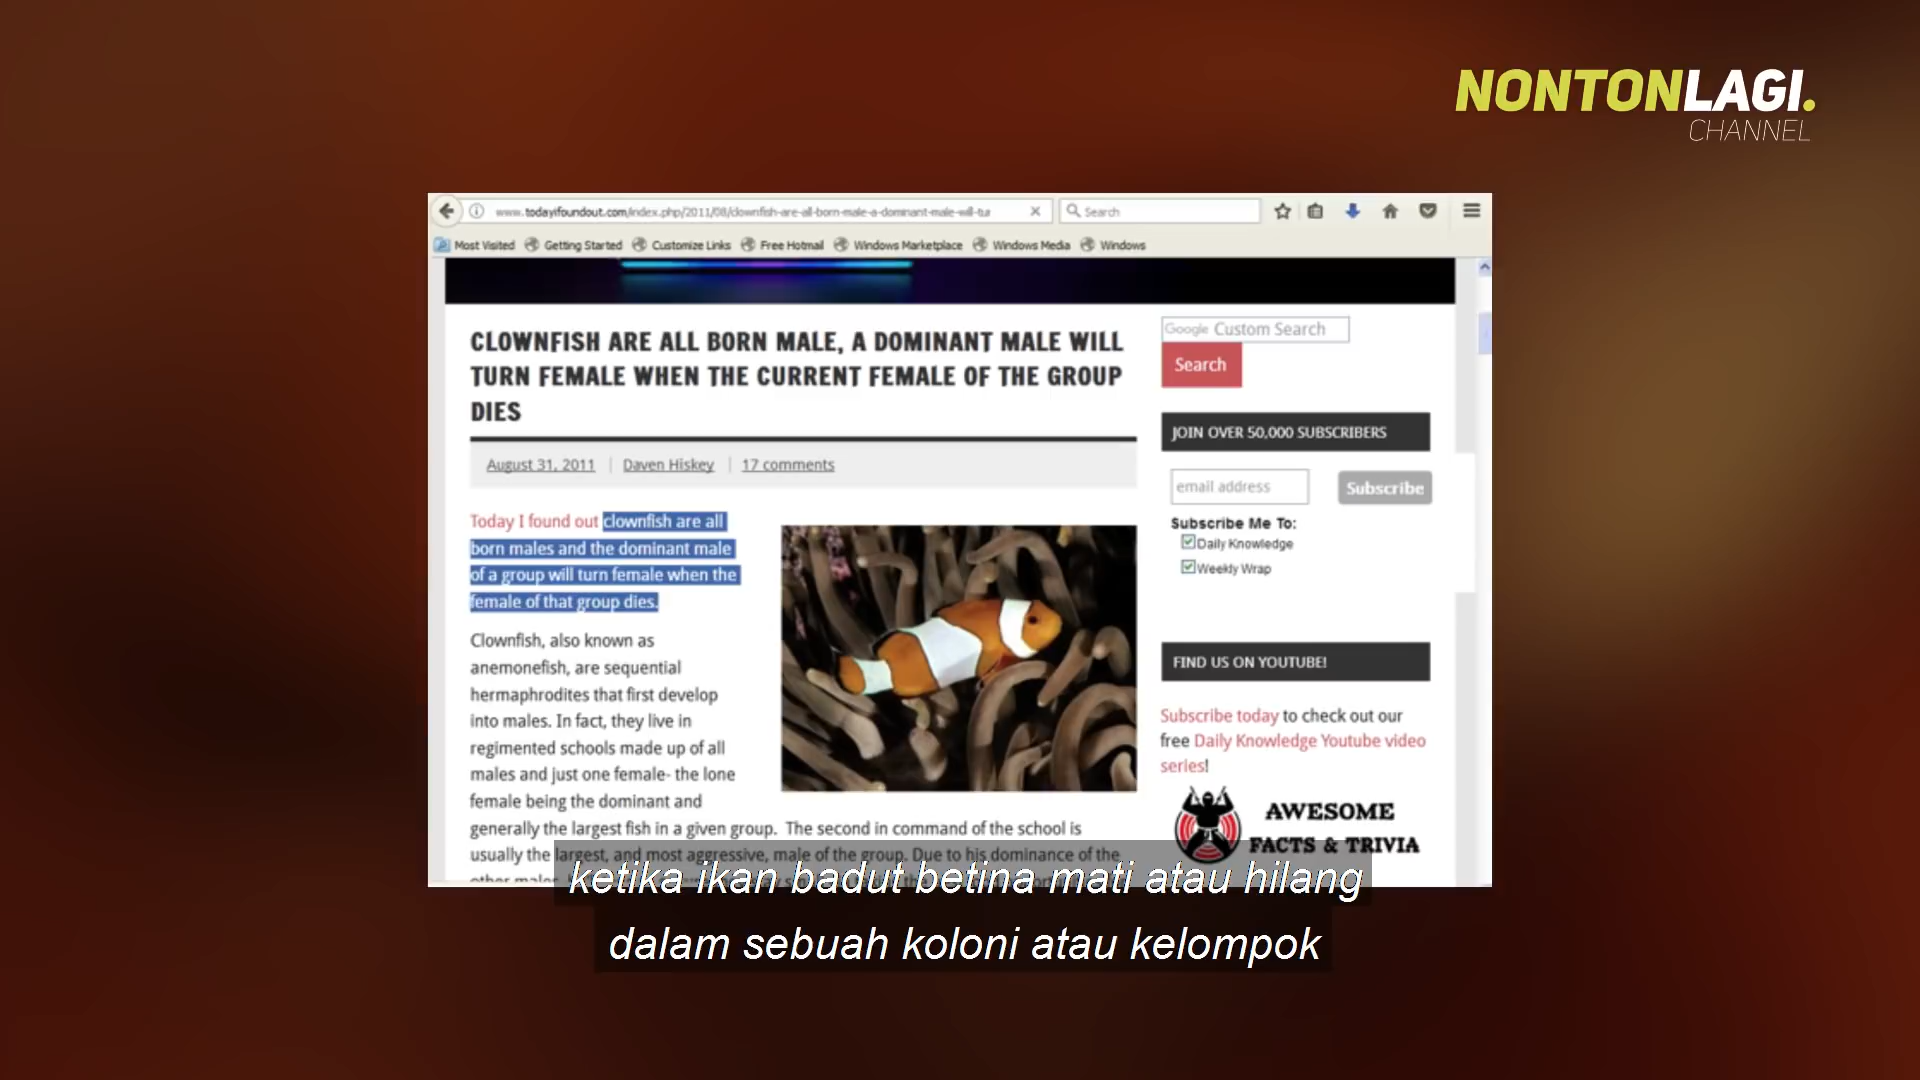 NONTONLAGI.
CHANNEL
www.todayifoundout.com/index.php/2011/08/clownfish-are-all-born-male-a-dominant-male-will-tur
Search
Most Visited Getting Started Customize Links Free Hotmail Windows Marketplace Windows Media Windows
CLOWNFISH ARE ALL BORN MALE, A DOMINANT MALE WILL
TURN FEMALE WHEN THE CURRENT FEMALE OF THE GROUP
DIES
August 31, 2011 | Daven Hiskey | 17 comments
Today I found out clownfish are all
born males and the dominant male
of a group will turn female when the
female of that group dies.
Clownfish, also known as
anemonefish, are sequential
hermaphrodites that first develop
into males. In fact, they live in
regimented schools made up of all
males and just one female- the lone
female being the dominant and
generally the largest fish in a given group. The second in command of the school is
usually the largest, and most aggressive, male of the group. Due to his dominance of the
other males,
Google Custom Search
Search
JOIN OVER 50,000 SUBSCRIBERS
email address Subscribe
Subscribe Me To:
Daily Knowledge
Weekly Wrap
FIND US ON YOUTUBE!
Subscribe today to check out our
free Daily Knowledge Youtube video
series!
AWESOME
FACTS & TRIVIA
ketika ikan badut betina mati atau hilang
dalam sebuah koloni atau kelompok